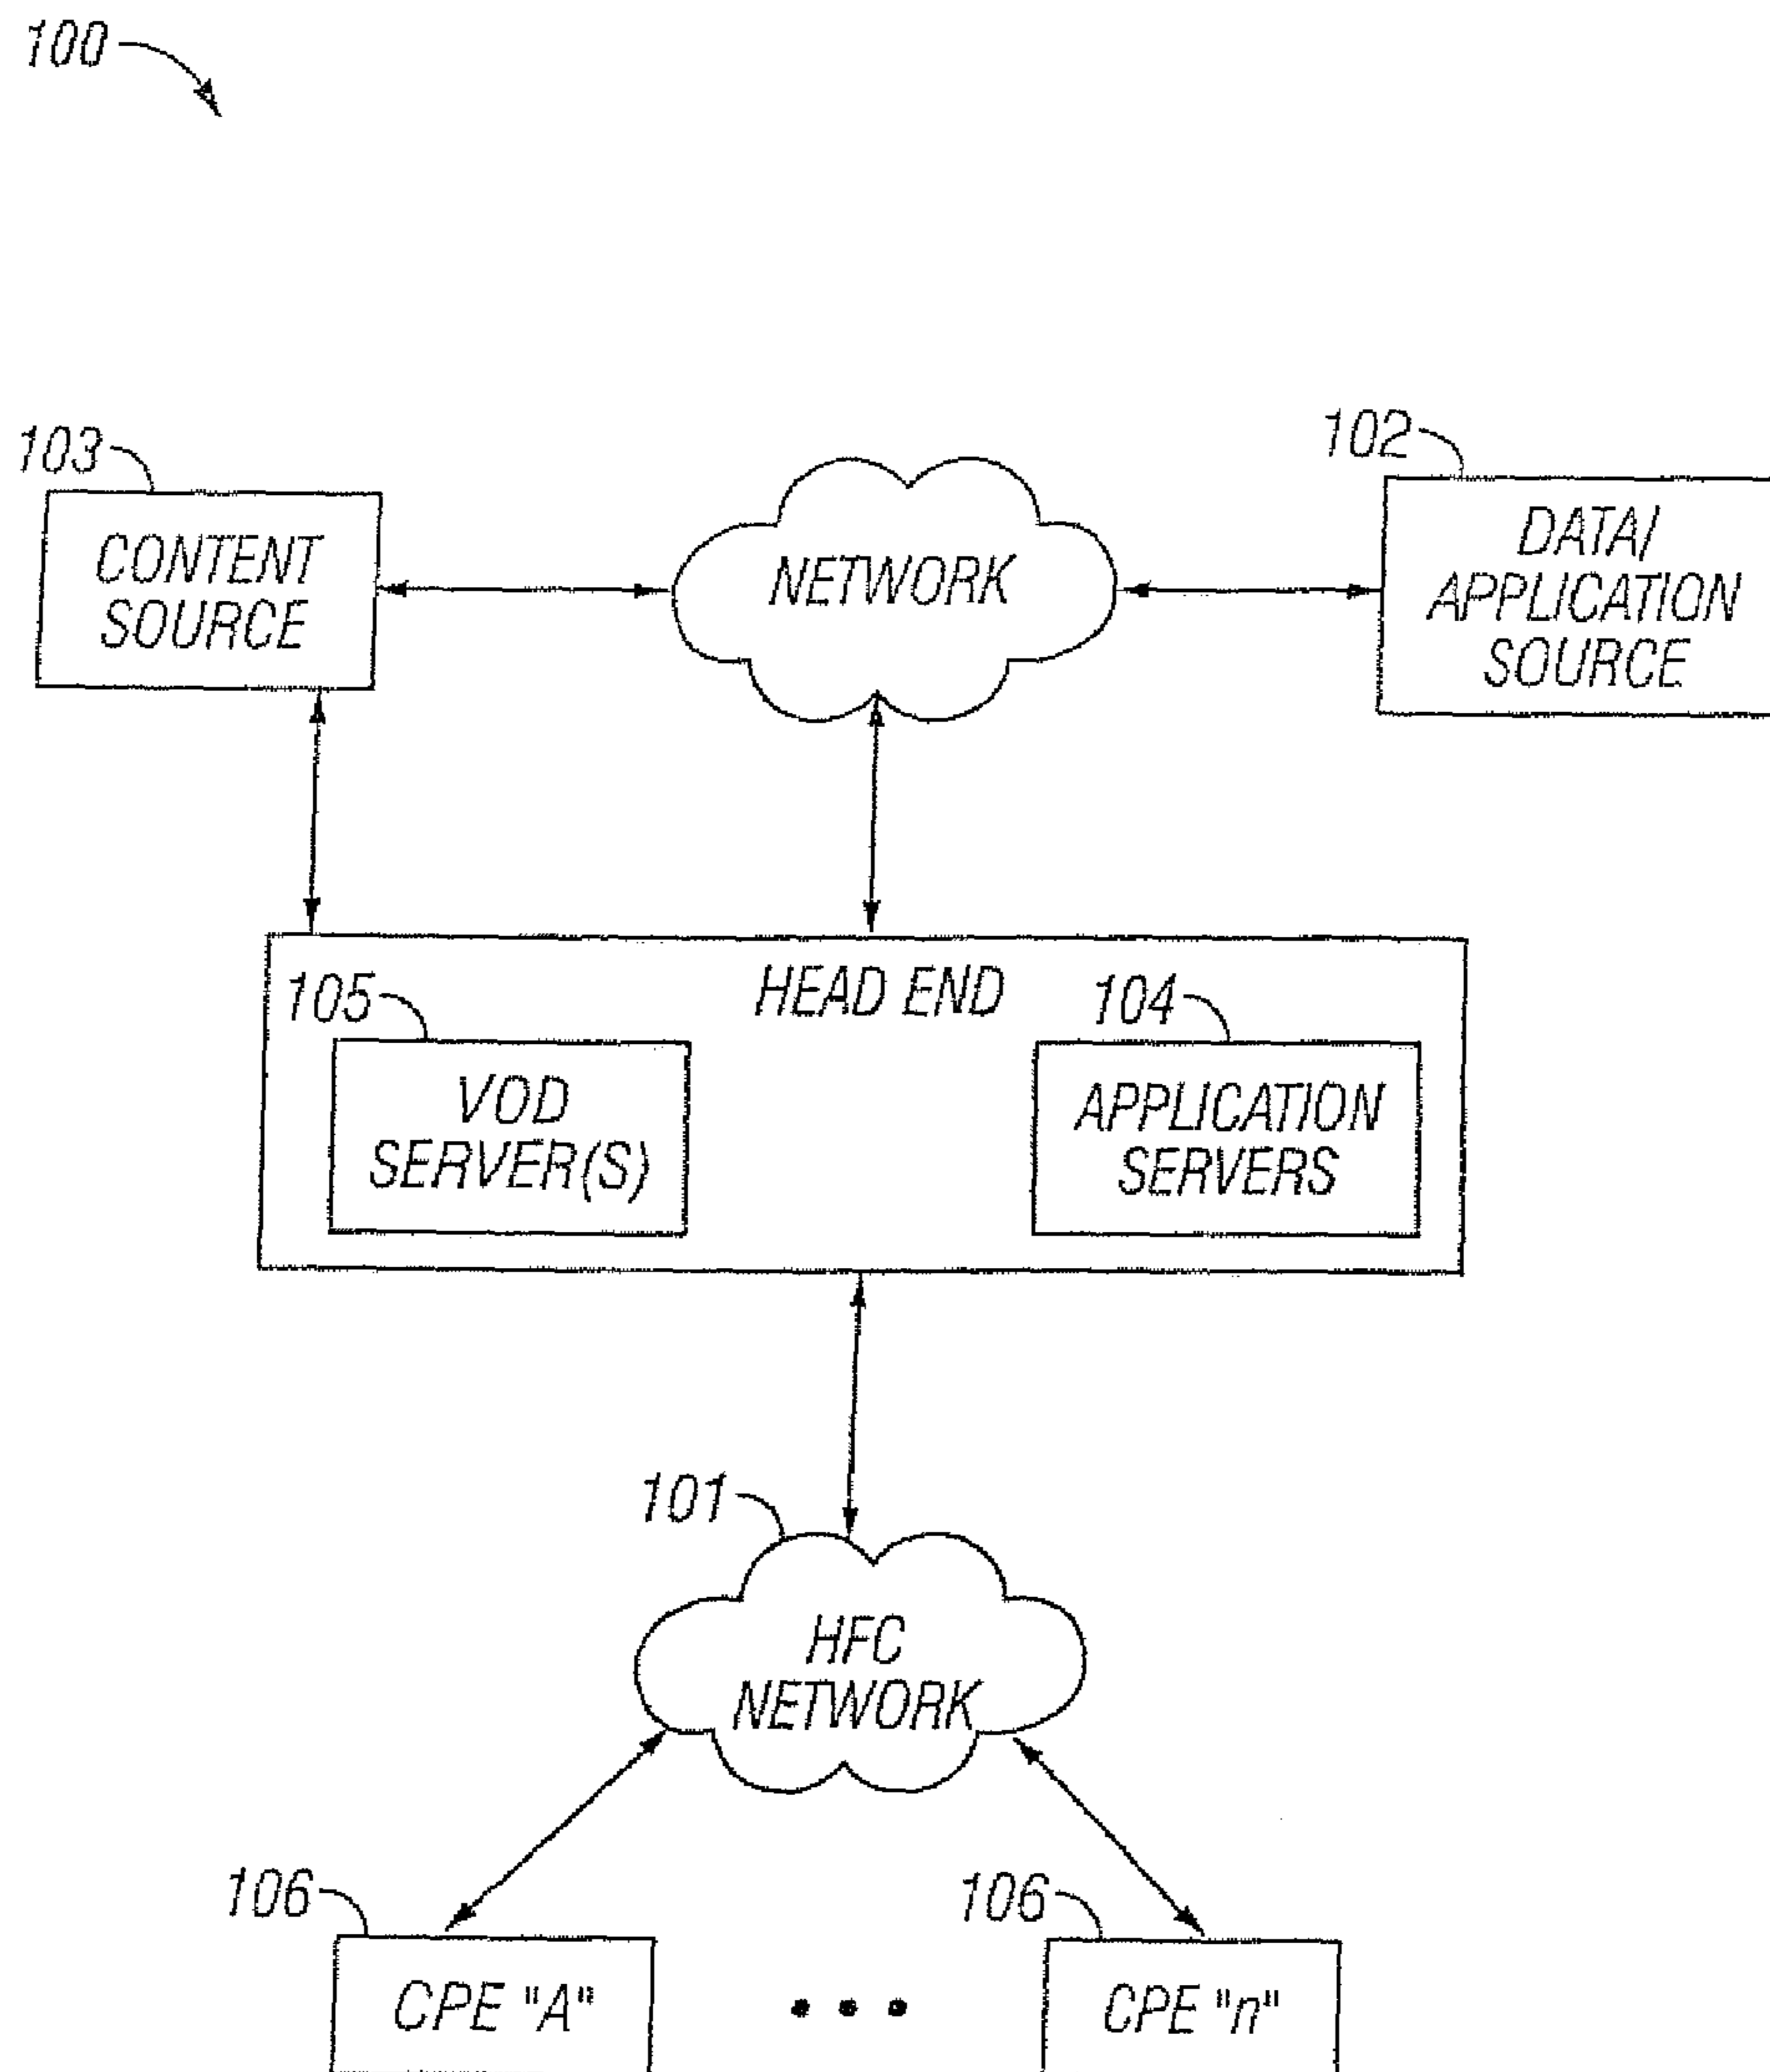 100
103
102
CONTENT
SOURCE
NETWORK
DATA/
APPLICATION
SOURCE
HEAD END
105
104
VOD
SERVER(S)
APPLICATION
SERVERS
101
HFC
NETWORK
106
106
CPE "A"
• • •
CPE "n"